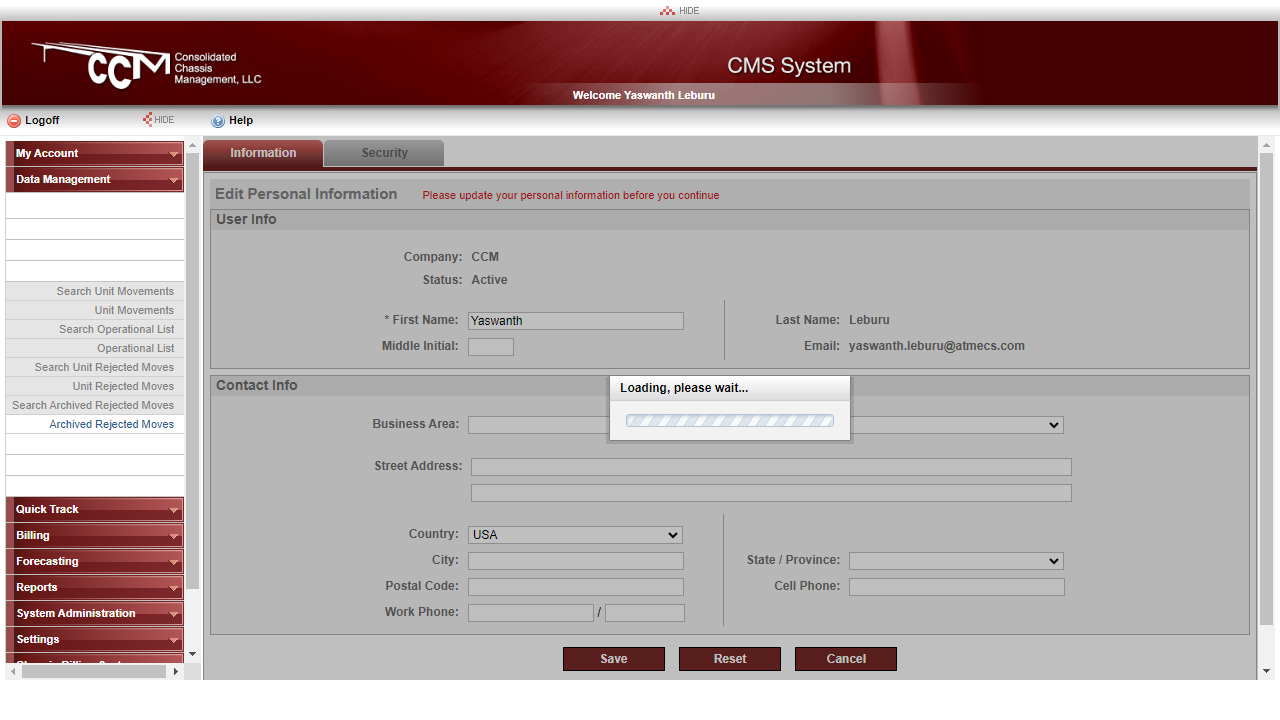 HIDE
CCM
Consolidated
Chassis
Management, LLC
CMS System
Welcome Yaswanth Leburu
Logoff
HIDE
Help
My Account
Data Management
Search Unit Movements
Unit Movements
Search Operational List
Operational List
Search Unit Rejected Moves
Unit Rejected Moves
Search Archived Rejected Moves
Archived Rejected Moves
Quick Track
Billing
Forecasting
Reports
System Administration
Settings
Information
Security
Edit Personal Information Please update your personal information before you continue
User Info
Company: CCM
Status: Active
* First Name: Yaswanth
Last Name: Leburu
Middle Initial:
Email: yaswanth.leburu@atmecs.com
Contact Info
Loading, please wait...
Business Area:
Street Address:
Country: USA
City:
State / Province:
Postal Code:
Cell Phone:
Work Phone: /
Save
Reset
Cancel